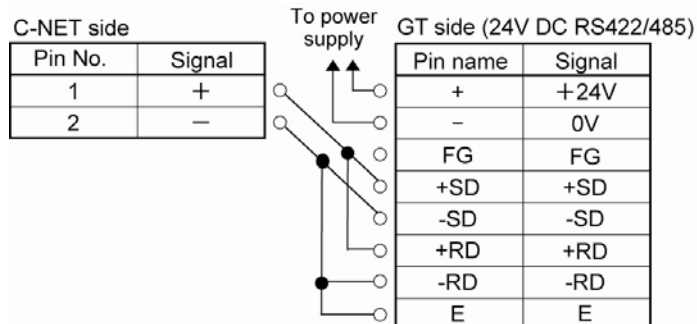 To power
supply
C-NET side
GT side (24V DC RS422/485)
Pin No. Signal
1 +
2 −
Pin name Signal
+ +24V
− 0V
FG FG
+SD +SD
-SD -SD
+RD +RD
-RD -RD
E E